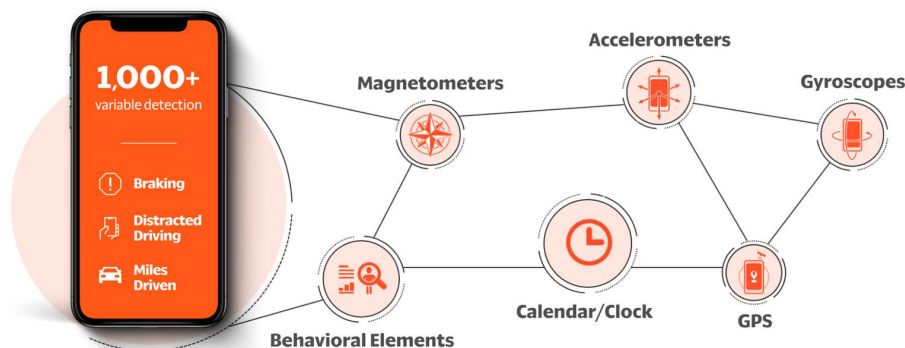 1,000+
variable detection
Braking
Distracted
Driving
Miles
Driven
Magnetometers
Accelerometers
Gyroscopes
Behavioral Elements
Calendar/Clock
GPS